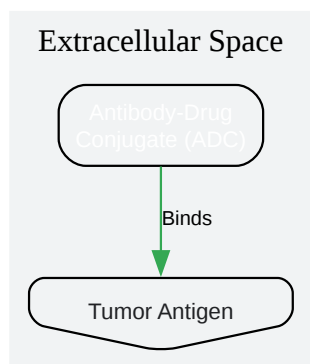 Extracellular Space
Antibody-Drug
Conjugate (ADC)
Binds
Tumor Antigen